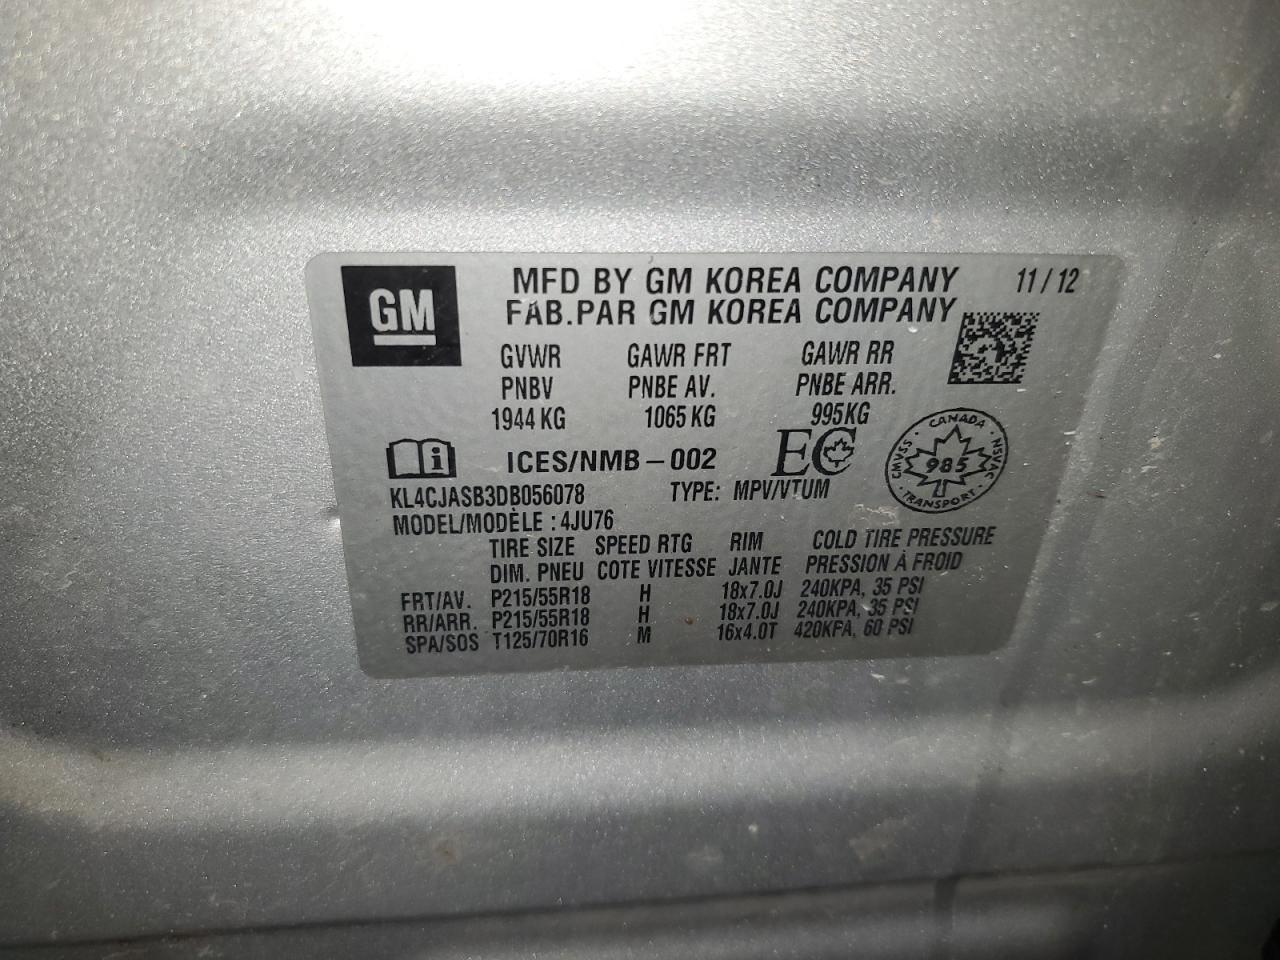 GM
MFD BY GM KOREA COMPANY 11/12
FAB.PAR GM KOREA COMPANY
GVWR GAWR FRT GAWR RR
PNBV PNBE AV. PNBE ARR.
1944 KG 1065 KG 995KG
i ICES/NMB-002 EC
CANADA
CMVSS 985 NSVAC
TRANSPORT
KL4CJASB3DB056078 TYPE: MPV/VTUM
MODEL/MODÈLE : 4JU76
TIRE SIZE SPEED RTG RIM COLD TIRE PRESSURE
DIM. PNEU COTE VITESSE JANTE PRESSION À FROID
FRT/AV. P215/55R18 H 18x7.0J 240KPA, 35 PSI
RR/ARR. P215/55R18 H 18x7.0J 240KPA, 35 PSI
SPA/SOS T125/70R16 M 16x4.0T 420KPA, 60 PSI